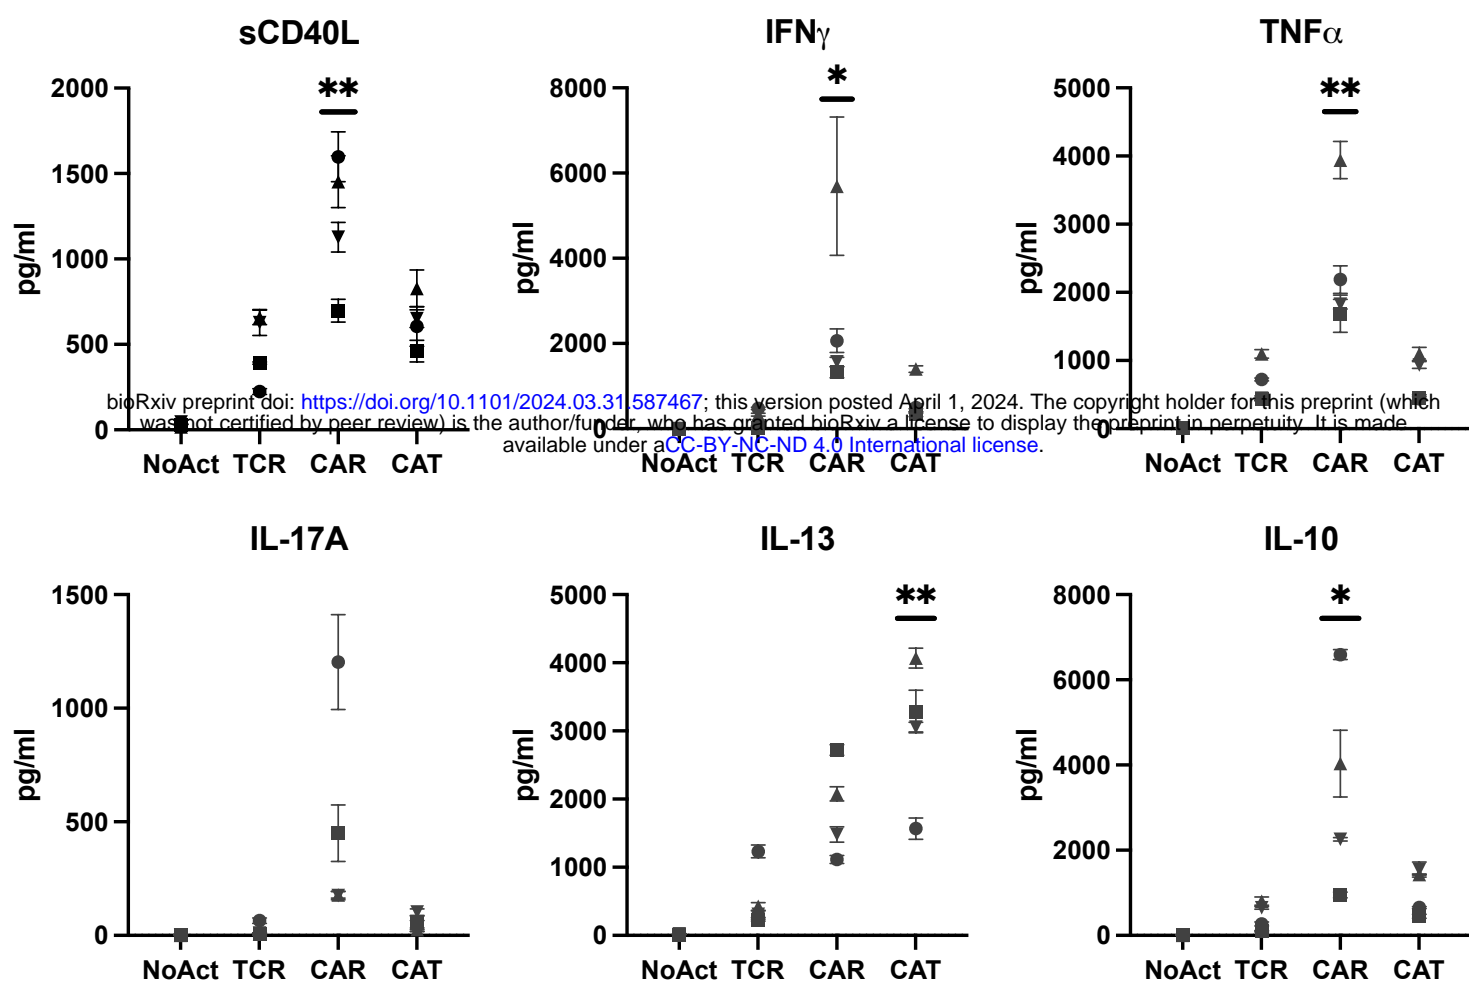 sCD40L
IFNγ
TNFα
**
*
**
2000
1500
1000
500
0
pg/ml
8000
6000
4000
2000
0
pg/ml
5000
4000
3000
2000
1000
0
pg/ml
bioRxiv preprint doi: https://doi.org/10.1101/2024.03.31.587467; this version posted April 1, 2024. The copyright holder for this preprint (which
was not certified by peer review) is the author/funder, who has granted bioRxiv a license to display the preprint in perpetuity. It is made
available under aCC-BY-NC-ND 4.0 International license.
NoAct TCR CAR CAT
NoAct TCR CAR CAT
NoAct TCR CAR CAT
IL-17A
IL-13
IL-10
**
*
1500
1000
500
0
pg/ml
5000
4000
3000
2000
1000
0
pg/ml
8000
6000
4000
2000
0
pg/ml
NoAct TCR CAR CAT
NoAct TCR CAR CAT
NoAct TCR CAR CAT